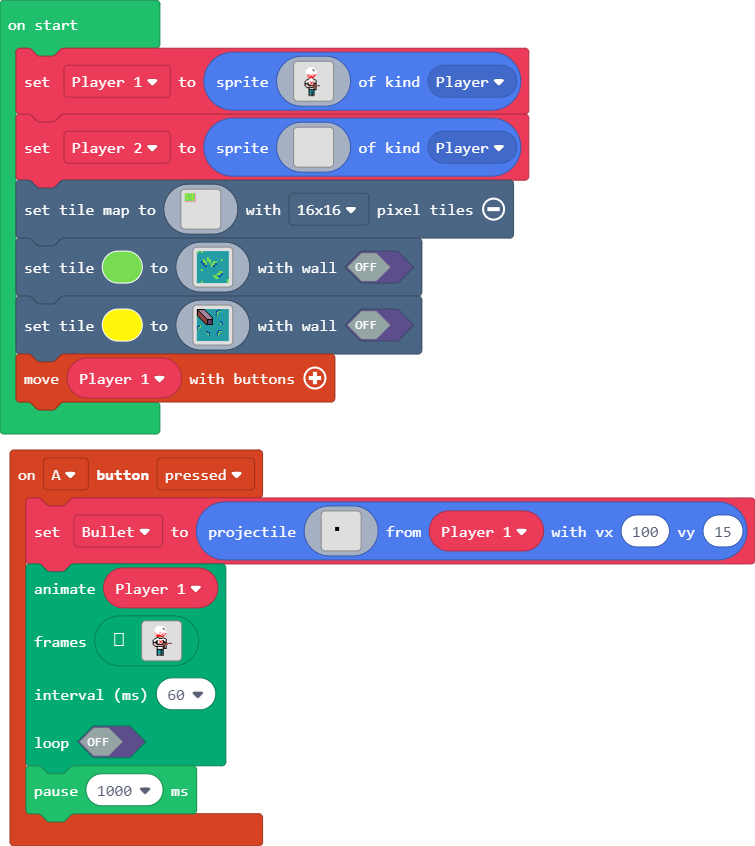 on start
set Player 1 to sprite of kind Player
set Player 2 to sprite of kind Player
set tile map to with 16x16 pixel tiles
set tile to with wall OFF
set tile to with wall OFF
move Player 1 with buttons
on A button pressed
set Bullet to projectile from Player 1 with vx 100 vy 15
animate Player 1
frames
interval (ms) 60
loop OFF
pause 1000 ms